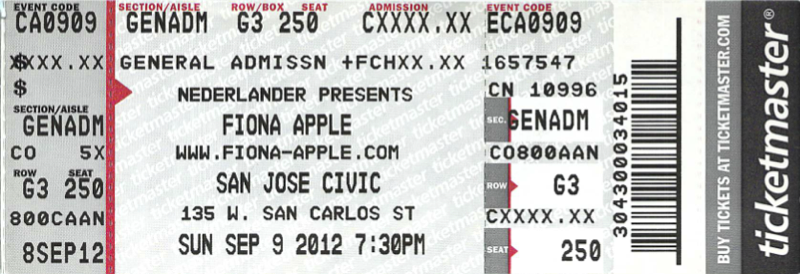 EVENT CODE
CA0909
$XXX.XX
$
SECTION/AISLE
GENADM
CO 5X
ROW SEAT
G3 250
800CAAN
8SEP12
SECTION/AISLE ROW/BOX SEAT ADMISSION
GENADM G3 250 CXXXX.XX
GENERAL ADMISSN +FCHXX.XX
NEDERLANDER PRESENTS
FIONA APPLE
WWW.FIONA-APPLE.COM
SAN JOSE CIVIC
135 W. SAN CARLOS ST
SUN SEP 9 2012 7:30PM
EVENT CODE
ECA0909
1657547
CN 10996
SEC. GENADM
CO800AAN
ROW G3
CXXXX.XX
SEAT 250
3043000034015
BUY TICKETS AT TICKETMASTER.COM
ticketmaster®